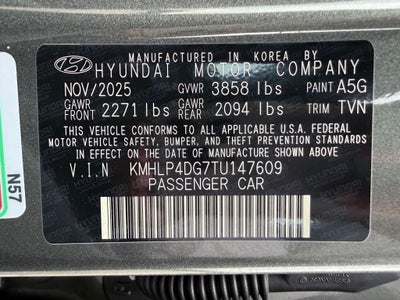 MANUFACTURED IN KOREA BY
HYUNDAI MOTOR COMPANY
NOV/2025 GVWR 3858 lbs PAINT A5G
GAWR FRONT 2271 lbs GAWR REAR 2094 lbs TRIM TVN
THIS VEHICLE CONFORMS TO ALL APPLICABLE U.S.A FEDERAL
MOTOR VEHICLE SAFETY, BUMPER, AND THEFT PREVENTION STANDARDS
IN EFFECT ON THE DATE OF MANUFACTURE SHOWN ABOVE.
V.I.N KMHLP4DG7TU147609
PASSENGER CAR
N57